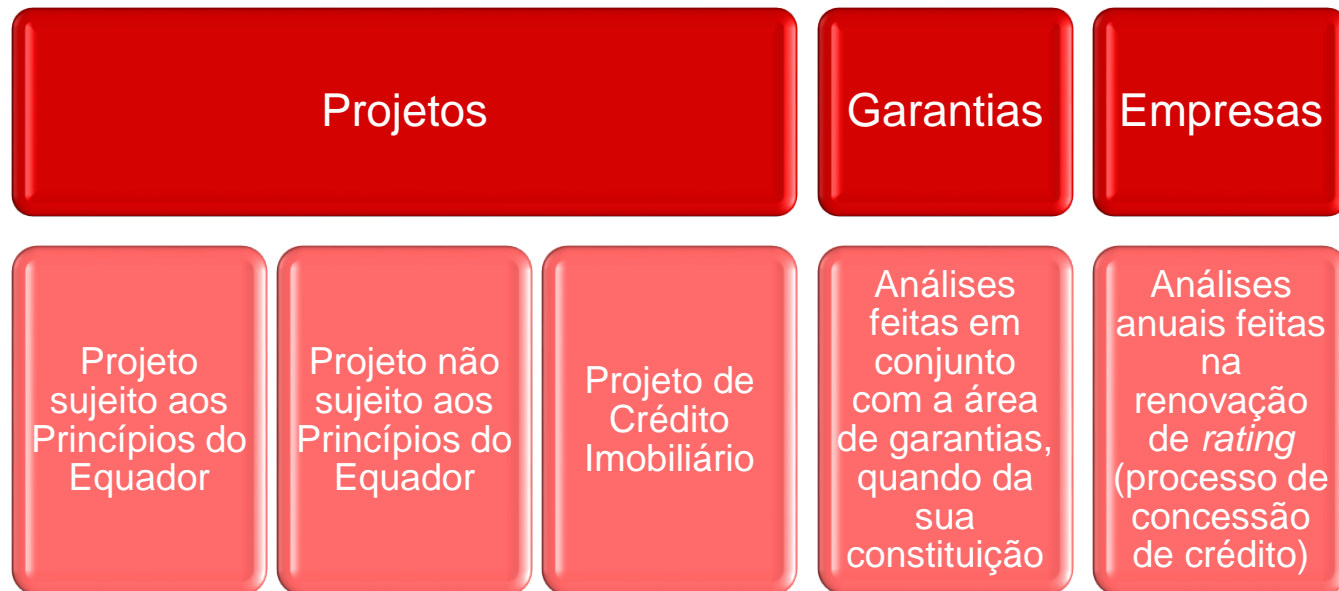 Projetos
Garantias
Empresas
Projeto
sujeito aos
Princípios do
Equador
Projeto não
sujeito aos
Princípios do
Equador
Projeto de
Crédito
Imobiliário
Análises
feitas em
conjunto
com a área
de garantias,
quando da
sua
constituição
Análises
anuais feitas
na
renovação
de rating
(processo de
concessão
de crédito)